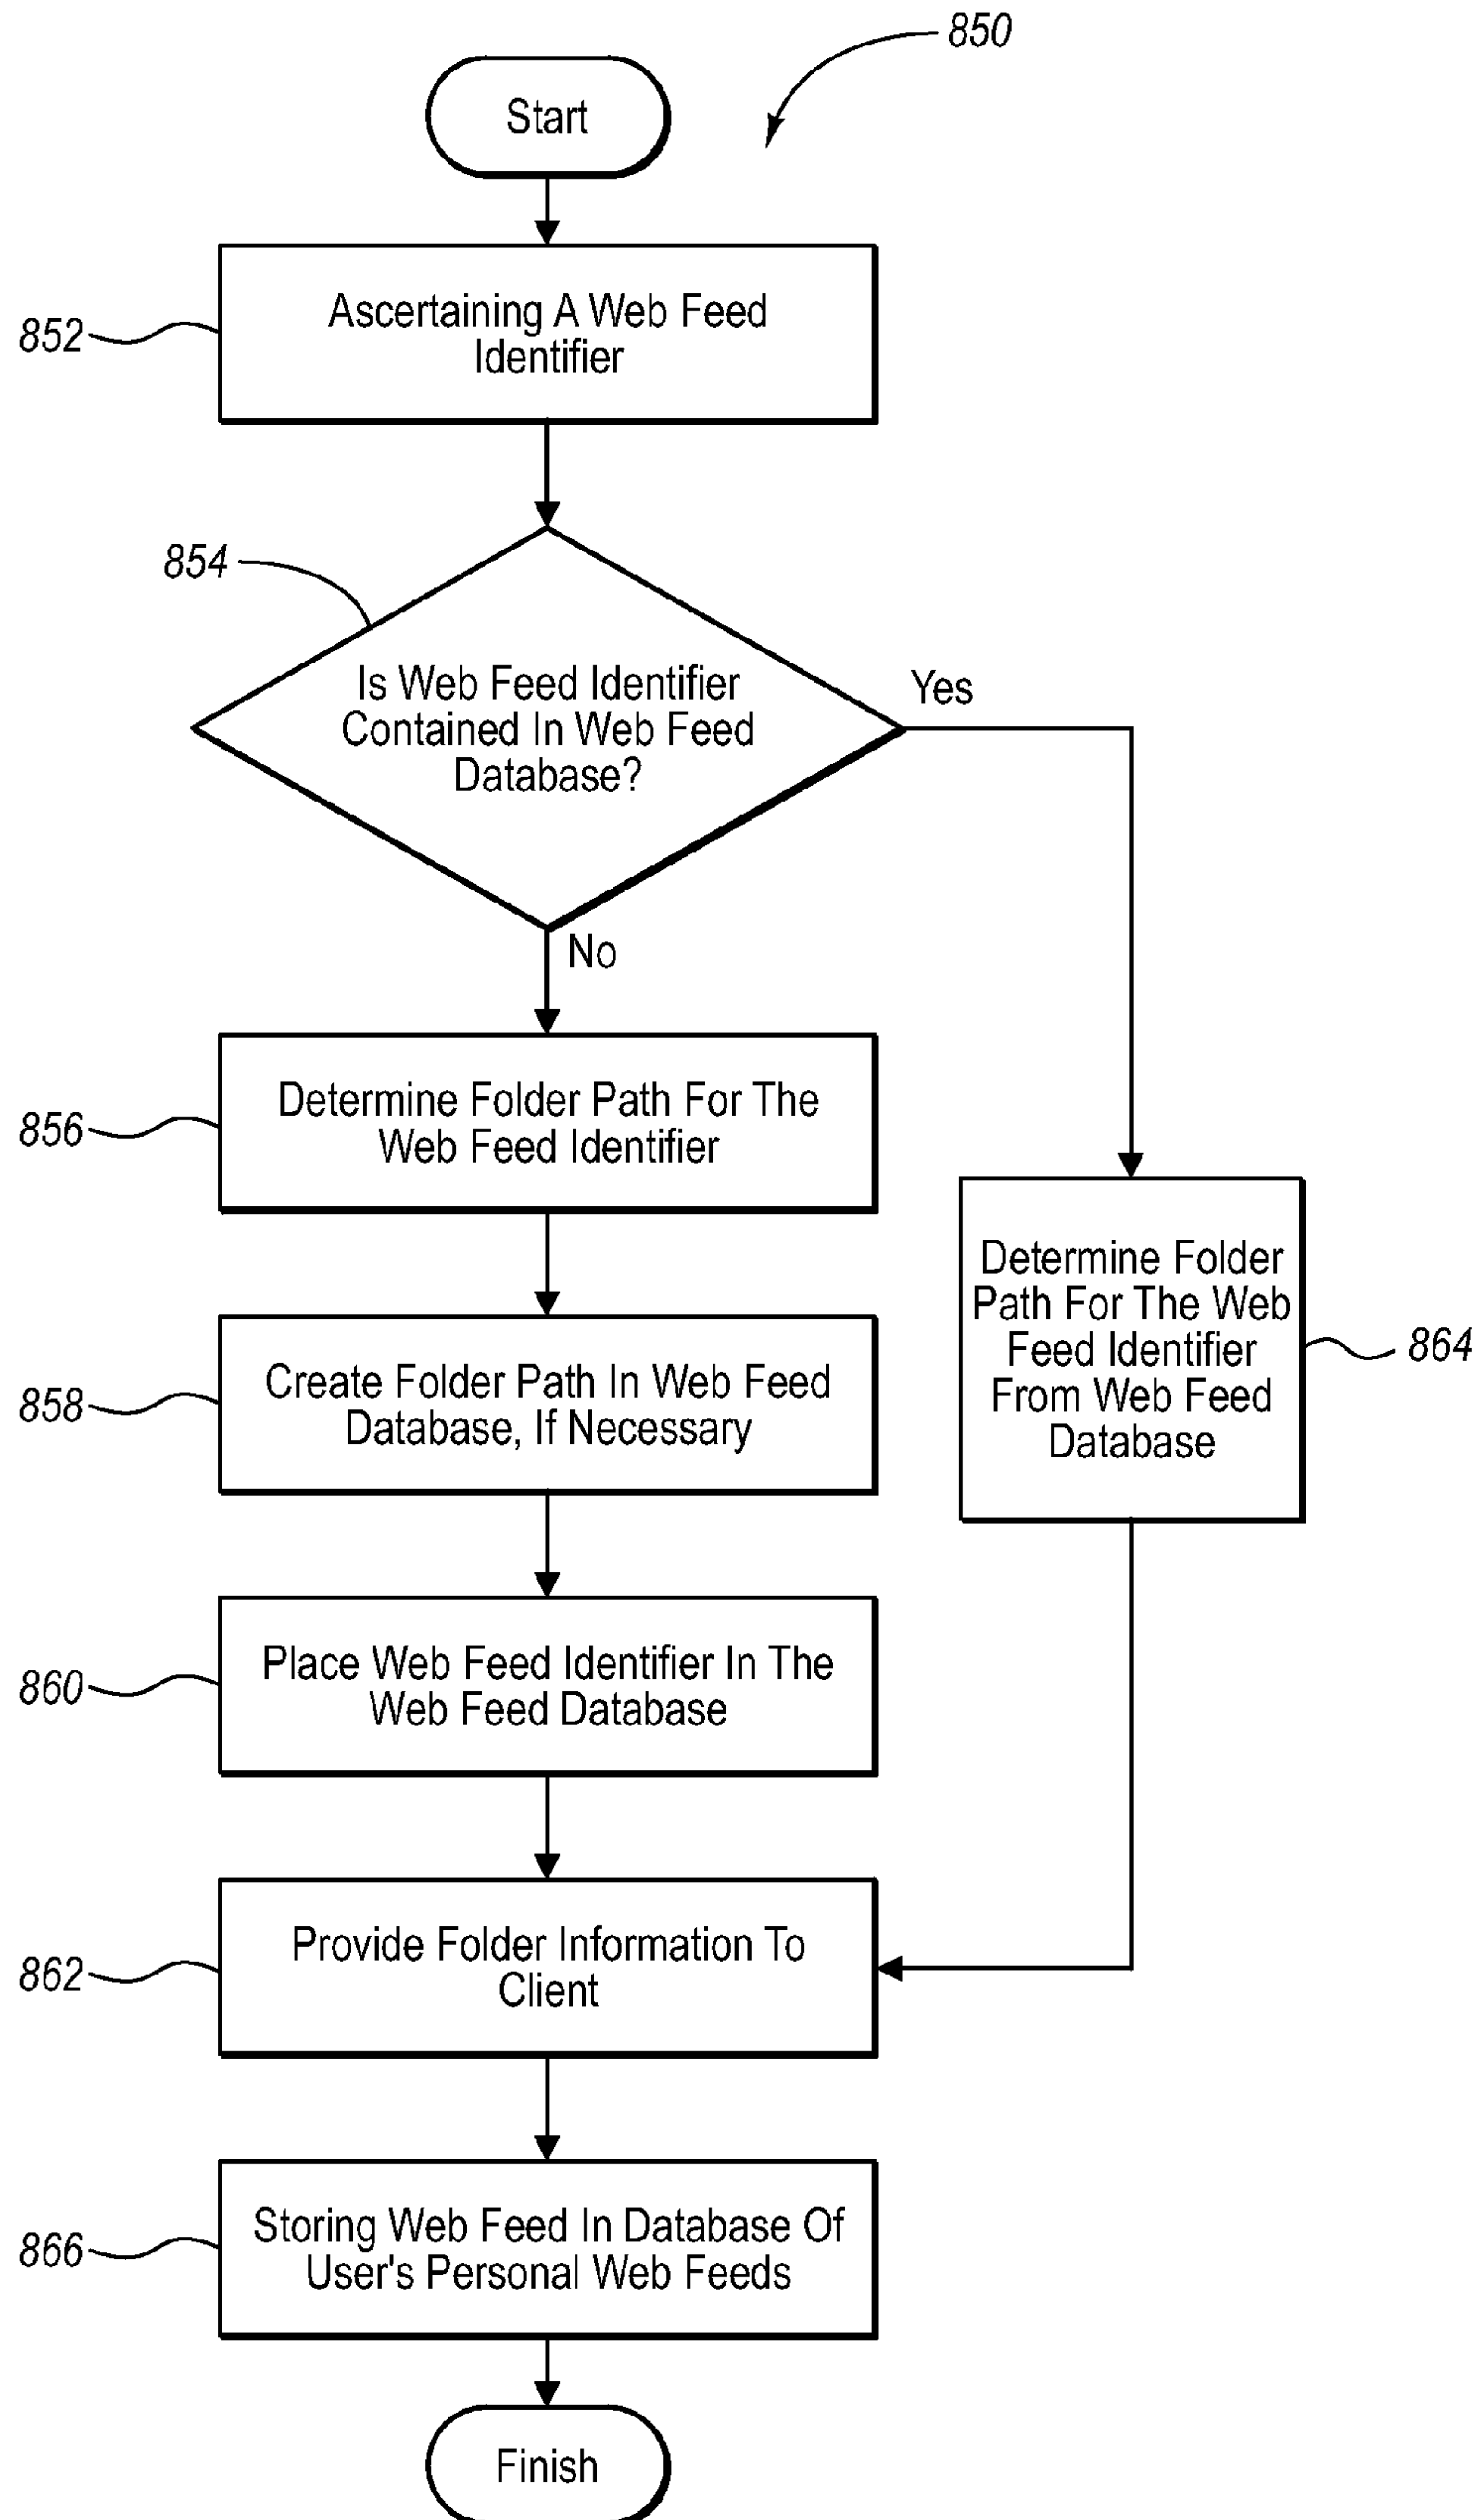 850
Start
852
Ascertaining A Web Feed
Identifier
854
Is Web Feed Identifier
Contained In Web Feed
Database?
Yes
No
856
Determine Folder Path For The
Web Feed Identifier
Determine Folder
Path For The Web
Feed Identifier
From Web Feed
Database
864
858
Create Folder Path In Web Feed
Database, If Necessary
860
Place Web Feed Identifier In The
Web Feed Database
862
Provide Folder Information To
Client
866
Storing Web Feed In Database Of
User's Personal Web Feeds
Finish